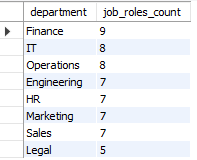 department job_roles_count
Finance 9
IT 8
Operations 8
Engineering 7
HR 7
Marketing 7
Sales 7
Legal 5